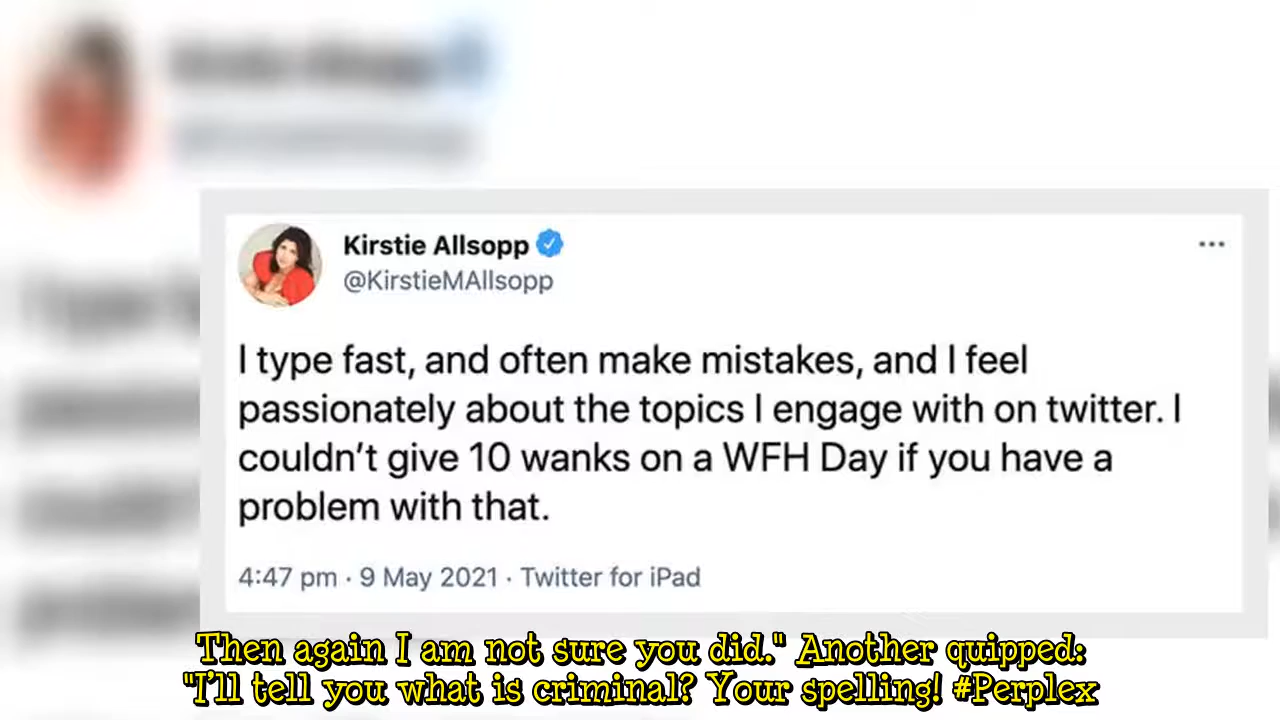 Kirstie Allsopp
@KirstieMAllsopp
I type fast, and often make mistakes, and I feel
passionately about the topics I engage with on twitter. I
couldn't give 10 wanks on a WFH Day if you have a
problem with that.
4:47 pm · 9 May 2021 · Twitter for iPad
"Then again I am not sure you did." Another quipped:
"I'll tell you what is criminal? Your spelling! #Perplex